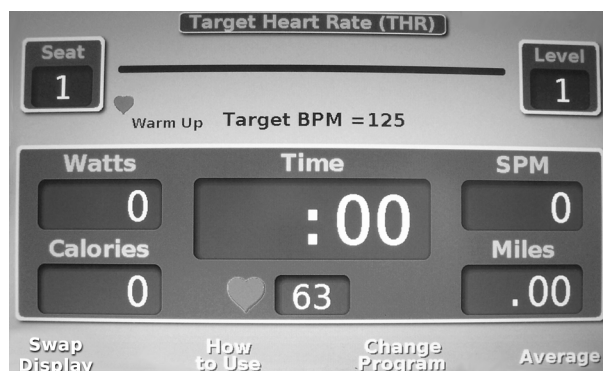 Target Heart Rate (THR)
Seat
1
Level
1
Warm Up
Target BPM =125
Watts
0
Time
:00
SPM
0
Calories
0
63
Miles
.00
Swap
Display
How
to Use
Change
Program
Average